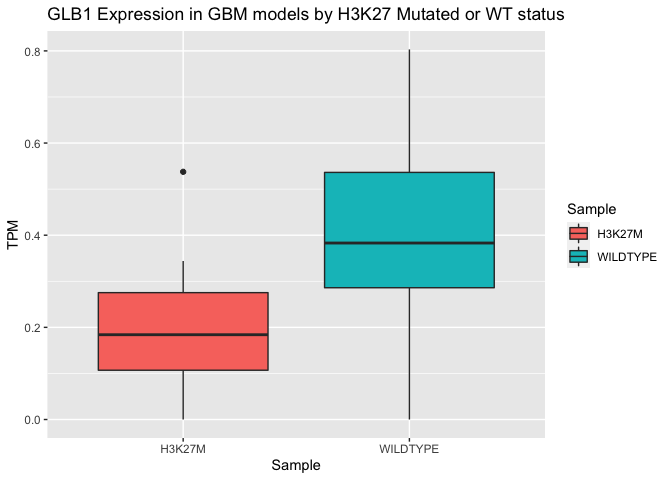 GLB1 Expression in GBM models by H3K27 Mutated or WT status
0.8
0.6
0.4
0.2
0.0
TPM
H3K27M WILDTYPE
Sample
Sample
H3K27M
WILDTYPE